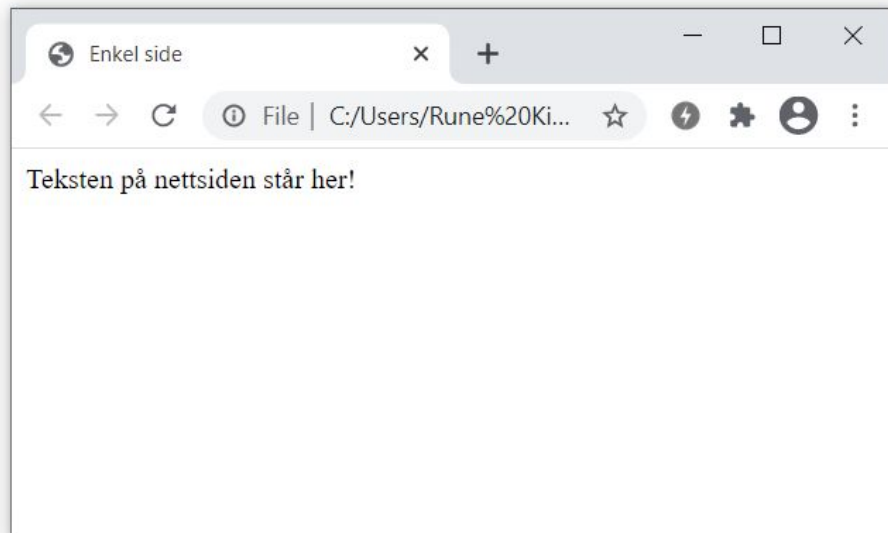 Enkel side
File | C:/Users/Rune%20Ki...
Teksten på nettsiden står her!